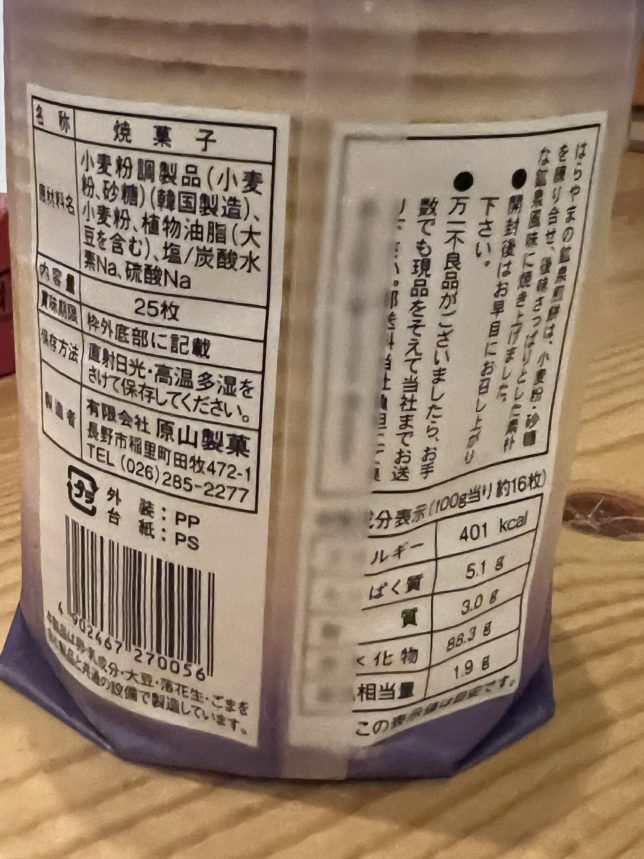 名称 焼菓子
原材料名 小麦粉調製品(小麦
粉、砂糖)(韓国製造)、
小麦粉、植物油脂(大
豆を含む)、塩/炭酸水
素Na、硫酸Na
内容量 25枚
賞味期限 枠外底部に記載
保存方法 直射日光・高温多湿を
さけて保存してください。
製造者 有限会社 原山製菓
長野市稲里町田牧472-1
TEL (026)285-2277
プラ
外装:PP
台紙:PS
4 902467 270056
本製品は卵・乳成分・大豆・落花生・ごまを
製品と共通の設備で製造しています。
はらやまの鉱泉煎餅は、小麦粉・砂糖
を練り合せ、後味さっぱりとした素朴
な鉱泉風味に焼き上げました。
●開封後はお早目にお召し上がり
下さい。
●万一不良品がございましたら、お手
数でも現品をそえて当社までお送
分表示(100g当り 約16枚)
ルギー 401 kcal
ぱく質 5.1 g
質 3.0 g
化物 88.3 g
相当量 1.9 g
この表示値は目安です。